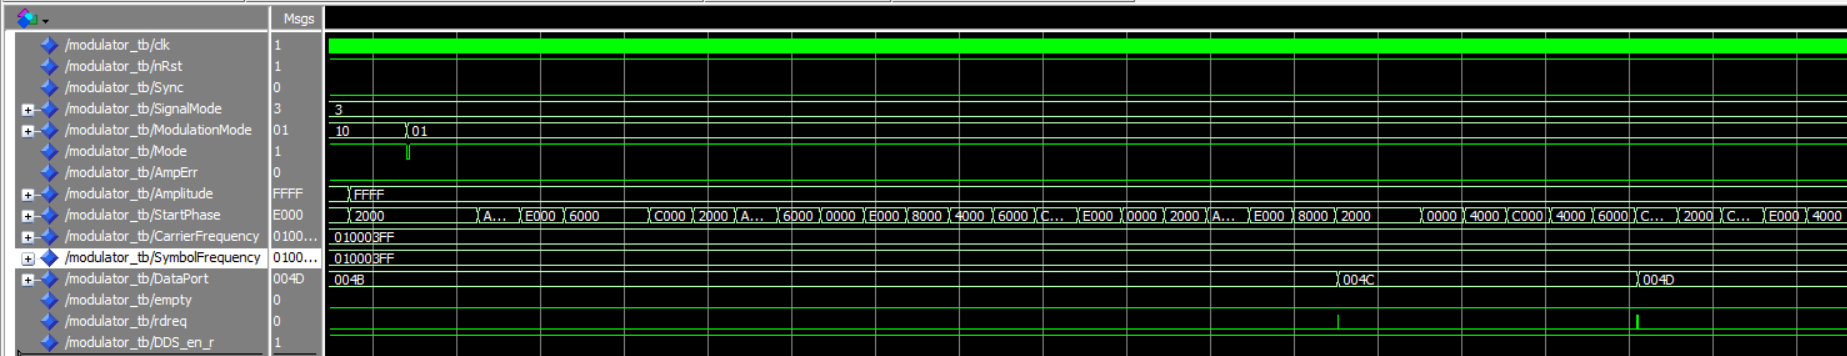 Msgs
/modulator_tb/clk 1
/modulator_tb/nRst 1
/modulator_tb/Sync 0
/modulator_tb/SignalMode 3 3
/modulator_tb/ModulationMode 01 10 01
/modulator_tb/Mode 1
/modulator_tb/AmpErr 0
/modulator_tb/Amplitude FFFF FFFF
/modulator_tb/StartPhase E000 2000 A... E000 6000 C000 2000 A... 6000 0000 E000 8000 4000 6000 C... E000 0000 2000 A... E000 8000 2000 0000 4000 C000 4000 6000 C... 2000 C... E000 4000
/modulator_tb/CarrierFrequency 0100... 010003FF
/modulator_tb/SymbolFrequency 0100... 010003FF
/modulator_tb/DataPort 004D 004B 004C 004D
/modulator_tb/empty 0
/modulator_tb/rdreq 0
/modulator_tb/DDS_en_r 1